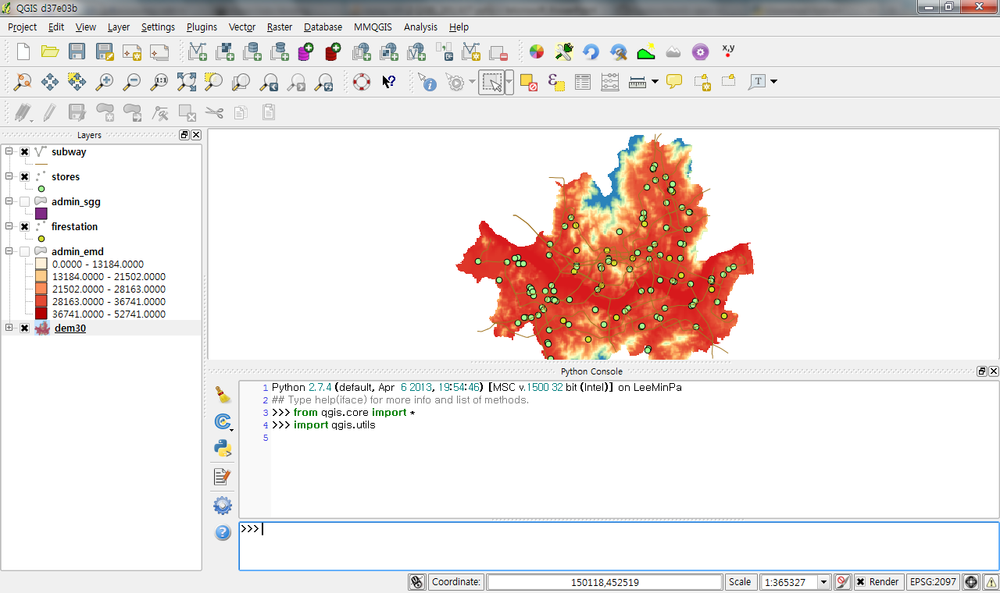 QGIS d37e03b
Project Edit View Layer Settings Plugins Vector Raster Database MMQGIS Analysis Help
x,y
1:1
T
Layers
subway
stores
admin_sgg
firestation
admin_emd
0.0000 - 13184.0000
13184.0000 - 21502.0000
21502.0000 - 28163.0000
28163.0000 - 36741.0000
36741.0000 - 52741.0000
dem30
Python Console
1 Python 2.7.4 (default, Apr  6 2013, 19:54:46) [MSC v.1500 32 bit (Intel)] on LeeMinPa
2 ## Type help(iface) for more info and list of methods.
3 >>> from qgis.core import *
4 >>> import qgis.utils
5
>>>
Coordinate: 150118,452519 Scale 1:365327 Render EPSG:2097